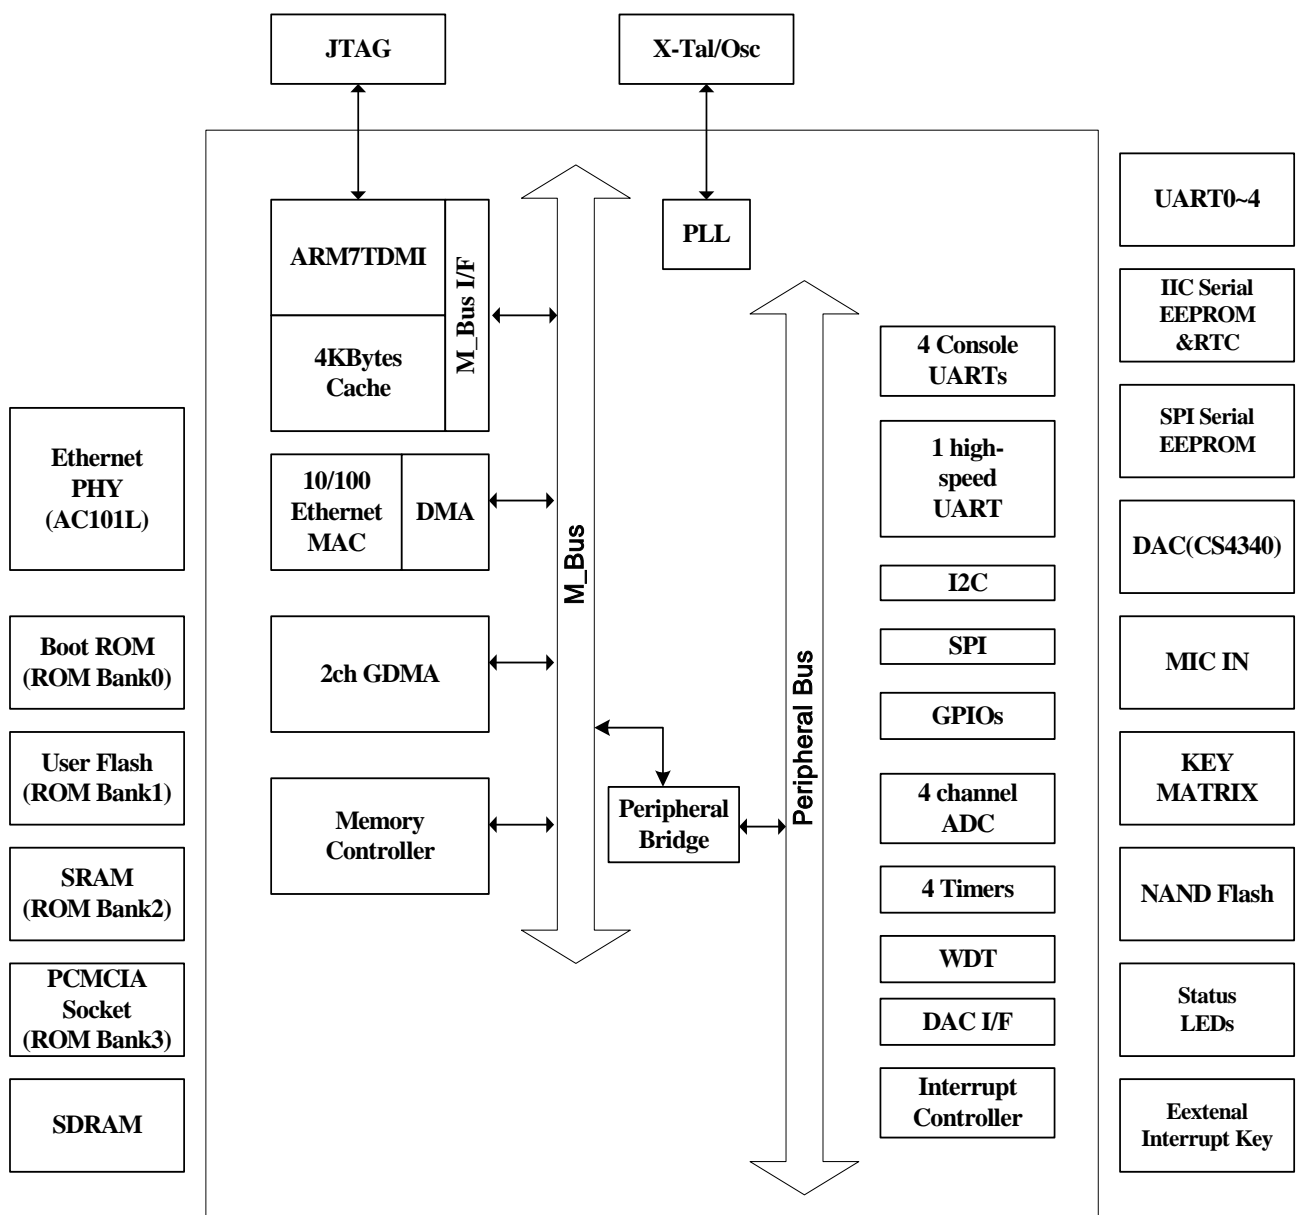 JTAG
X-Tal/Osc
ARM7TDMI
4KBytes
Cache
M_Bus I/F
10/100
Ethernet
MAC
DMA
2ch GDMA
Memory
Controller
M_Bus
PLL
Peripheral
Bridge
Peripheral Bus
4 Console
UARTs
1 high-
speed
UART
I2C
SPI
GPIOs
4 channel
ADC
4 Timers
WDT
DAC I/F
Interrupt
Controller
Ethernet
PHY
(AC101L)
Boot ROM
(ROM Bank0)
User Flash
(ROM Bank1)
SRAM
(ROM Bank2)
PCMCIA
Socket
(ROM Bank3)
SDRAM
UART0~4
IIC Serial
EEPROM
&RTC
SPI Serial
EEPROM
DAC(CS4340)
MIC IN
KEY
MATRIX
NAND Flash
Status
LEDs
Eextenal
Interrupt Key